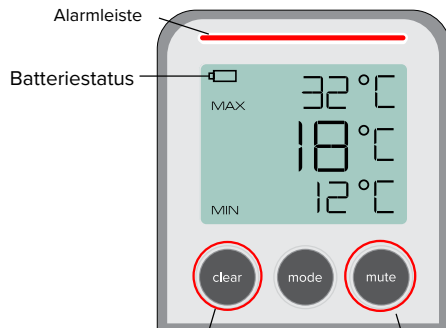 Alarmleiste
Batteriestatus
MAX 32°C
18°C
MIN 12°C
clear mode mute